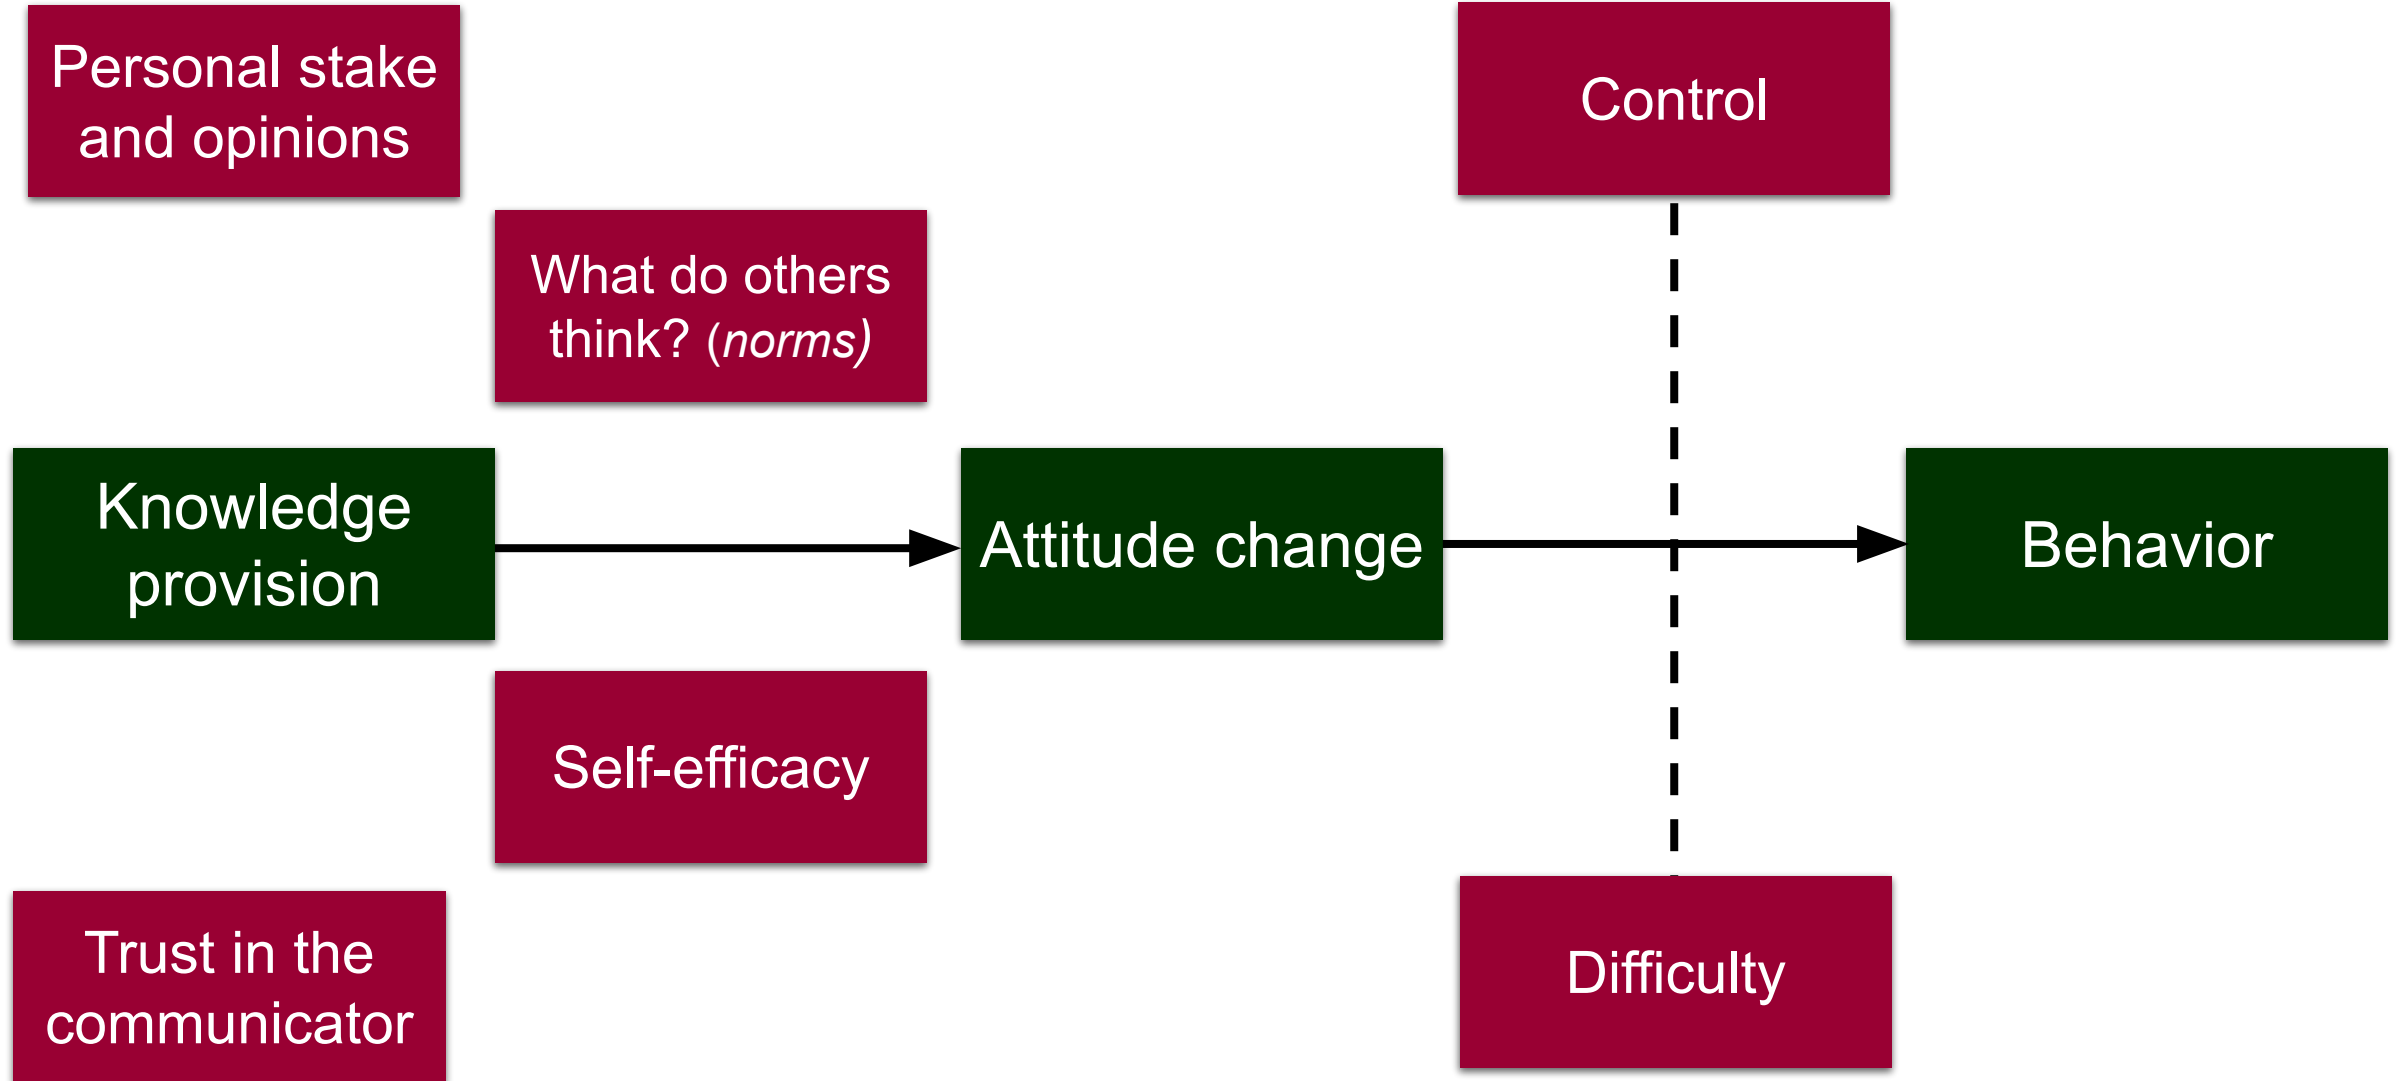 Personal stake
and opinions
Control
What do others
think? (norms)
Knowledge
provision
Attitude change
Behavior
Self-efficacy
Trust in the
communicator
Difficulty